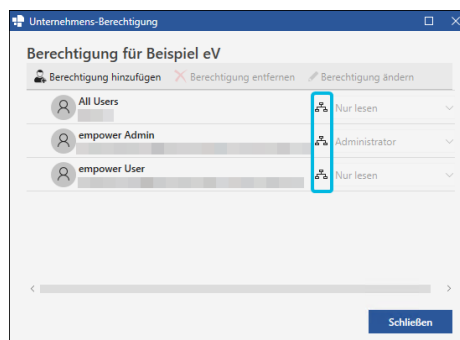 Unternehmens-Berechtigung
Berechtigung für Beispiel eV
Berechtigung hinzufügen Berechtigung entfernen Berechtigung ändern
All Users
Nur lesen
empower Admin
Administrator
empower User
Nur lesen
Schließen